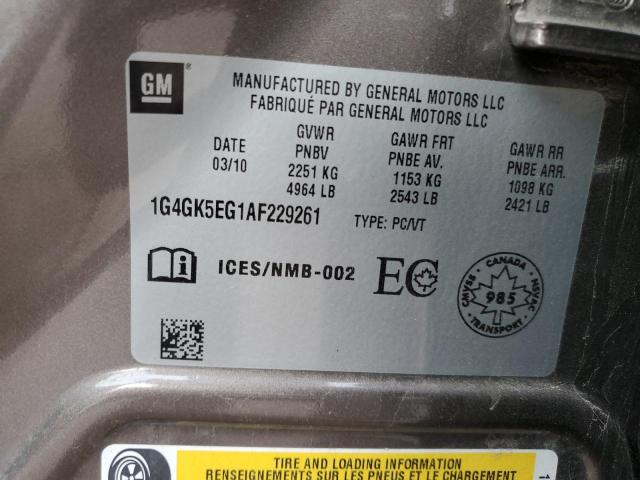 GM
®
MANUFACTURED BY GENERAL MOTORS LLC
FABRIQUÉ PAR GENERAL MOTORS LLC
DATE
03/10
GVWR
PNBV
2251 KG
4964 LB
GAWR FRT
PNBE AV.
1153 KG
2543 LB
GAWR RR
PNBE ARR.
1098 KG
2421 LB
1G4GK5EG1AF229261
TYPE: PC/VT
i
ICES/NMB-002
EC
CANADA
CMVSS
985
NSVAC
TRANSPORT
TIRE AND LOADING INFORMATION
RENSEIGNEMENTS SUR LES PNEUS ET LE CHARGEMENT
1